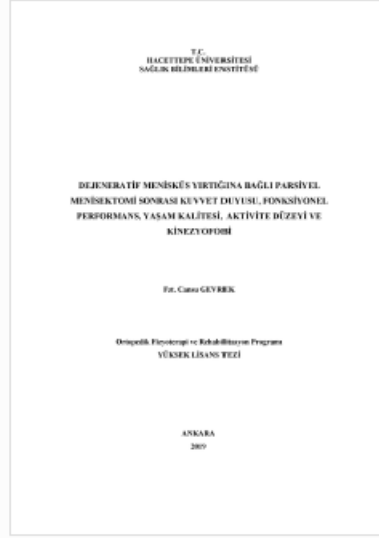 T.C.
HACETTEPE ÜNİVERSİTESİ
SAĞLIK BİLİMLERİ ENSTİTÜSÜ
DEJENERATİF MENİSKÜS YIRTIĞINA BAĞLI PARSİYEL
MENİSEKTOMİ SONRASI KUVVET DUYUSU, FONKSİYONEL
PERFORMANS, YAŞAM KALİTESİ, AKTİVİTE DÜZEYİ VE
KİNEZYOFOBİ
Fzt. Cansu GEVREK
Ortopedik Fizyoterapi ve Rehabilitasyon Programı
YÜKSEK LİSANS TEZİ
ANKARA
2019